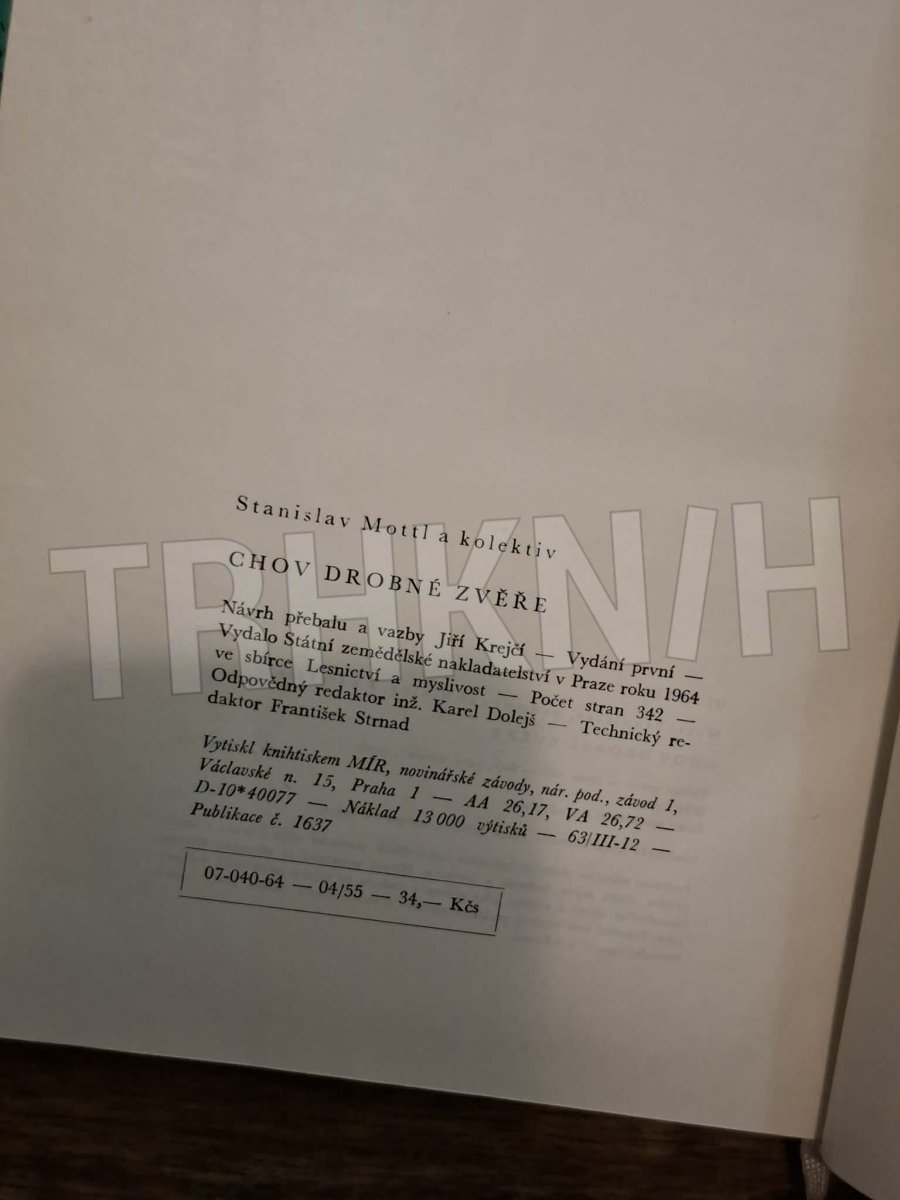 Stanislav Mottl a kolektiv
CHOV DROBNÉ ZVĚŘE
Návrh přebalu a vazby Jiří Krejčí — Vydání první —
Vydalo Státní zemědělské nakladatelství v Praze roku 1964
ve sbírce Lesnictví a myslivost — Počet stran 342 —
Odpovědný redaktor inž. Karel Dolejš — Technický re-
daktor František Strnad
Vytiskl knihtiskem MÍR, novinářské závody, nár. pod., závod 1,
Václavské n. 15, Praha 1 — AA 26,17, VA 26,72 —
D-10*40077 — Náklad 13 000 výtisků — 63/III-12 —
Publikace č. 1637
07-040-64 — 04/55 — 34,— Kčs
TRHKNIH